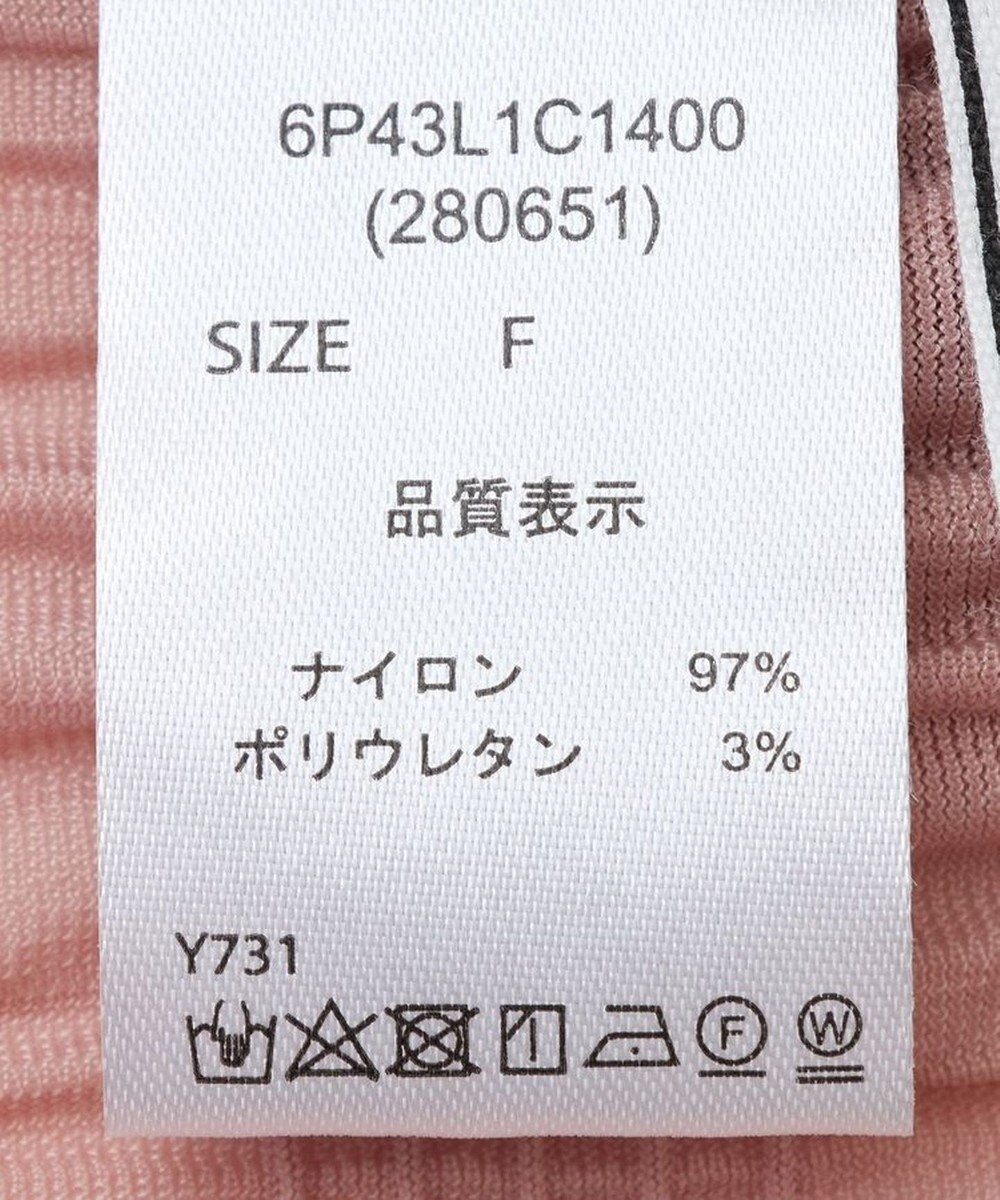 6P43L1C1400
(280651)
SIZE F
品質表示
ナイロン 97%
ポリウレタン 3%
Y731
F W